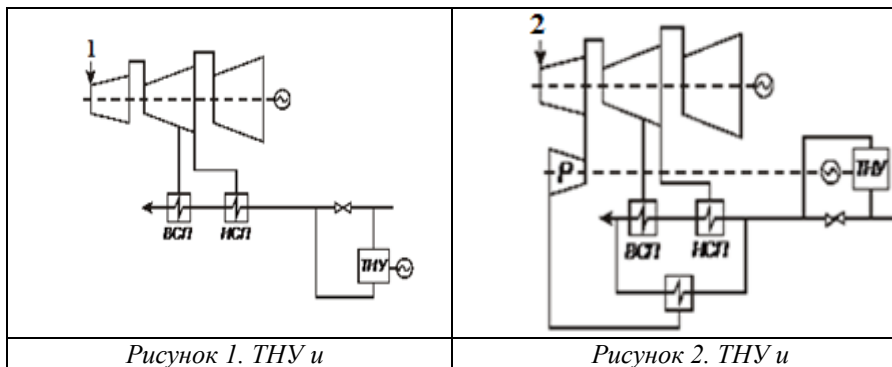 1
ВСП
НСП
ТНУ
2
Р
ТНУ
ВСП
НСП
Рисунок 1. ТНУ и
Рисунок 2. ТНУ и